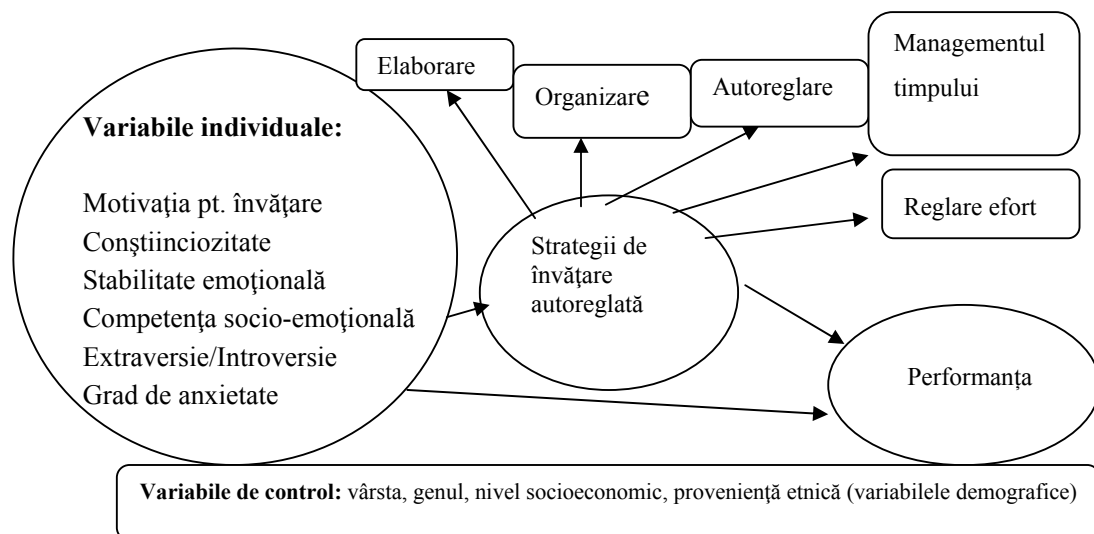 Elaborare
Organizare
Autoreglare
Managementul
timpului
Reglare efort
Variabile individuale:
Motivaţia pt. învăţare
Conştiinciozitate
Stabilitate emoţională
Competenţa socio-emoţională
Extraversie/Introversie
Grad de anxietate
Strategii de
învăţare
autoreglată
Performanța
Variabile de control: vârsta, genul, nivel socioeconomic, provenienţă etnică (variabilele demografice)